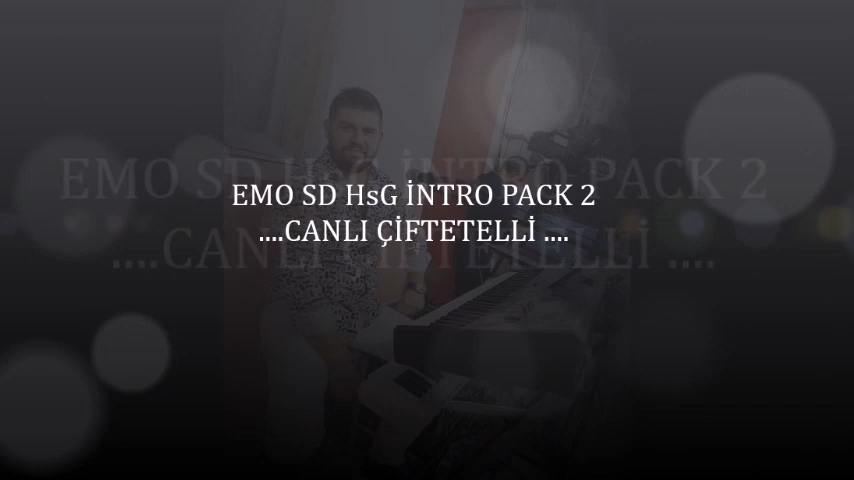 EMO SD HsG İNTRO PACK 2
....CANLI ÇİFTETELLİ ....